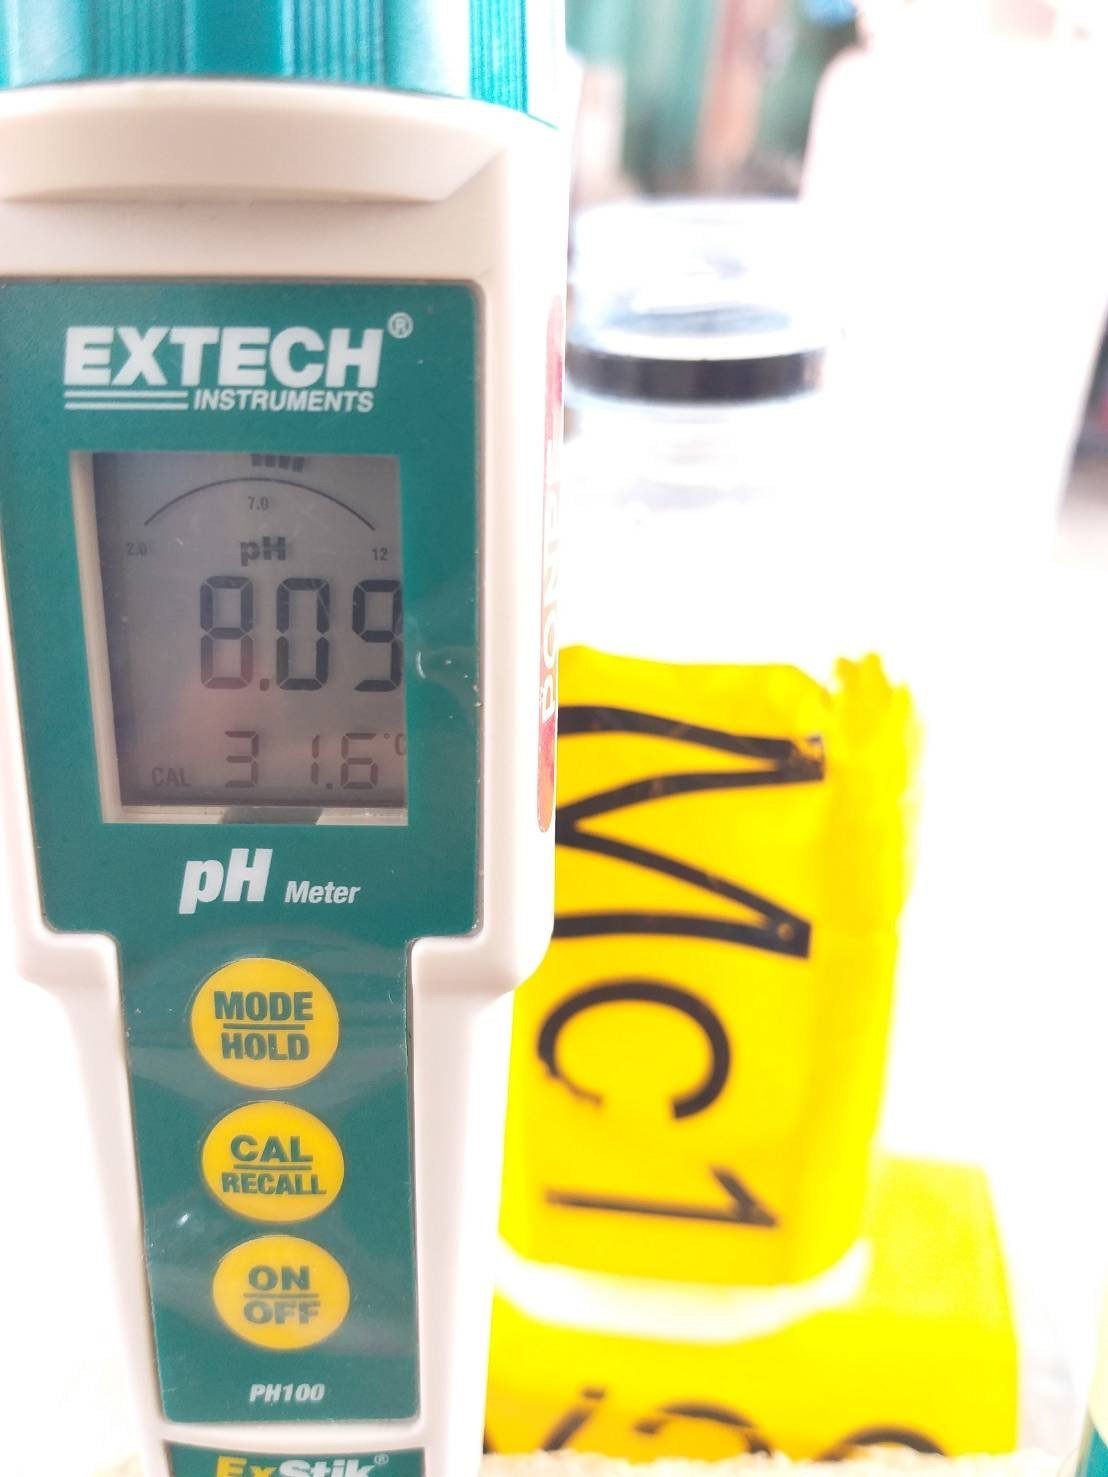 EXTECH®
INSTRUMENTS
7.0
2.0 pH 12
8.09
CAL 31.6°C
pH Meter
MODE
HOLD
CAL
RECALL
ON
OFF
PH100
ExStik®
Mc1